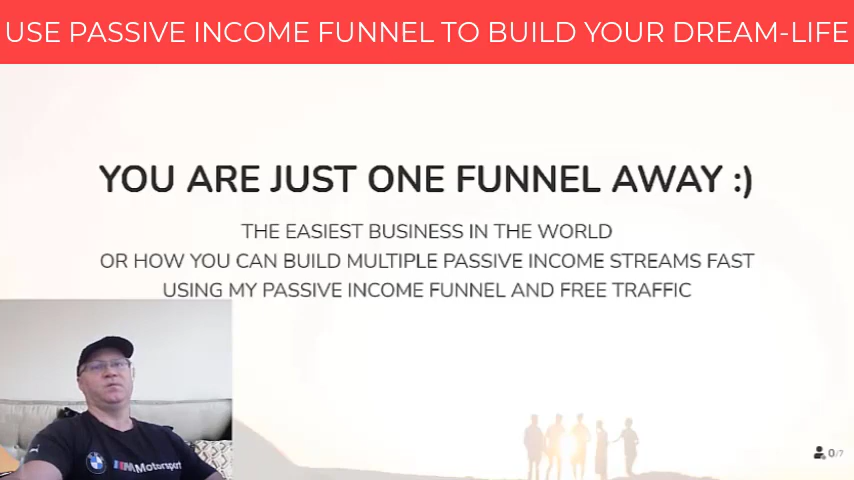 USE PASSIVE INCOME FUNNEL TO BUILD YOUR DREAM-LIFE
YOU ARE JUST ONE FUNNEL AWAY :)
THE EASIEST BUSINESS IN THE WORLD
OR HOW YOU CAN BUILD MULTIPLE PASSIVE INCOME STREAMS FAST
USING MY PASSIVE INCOME FUNNEL AND FREE TRAFFIC
M Motorsport
0/7